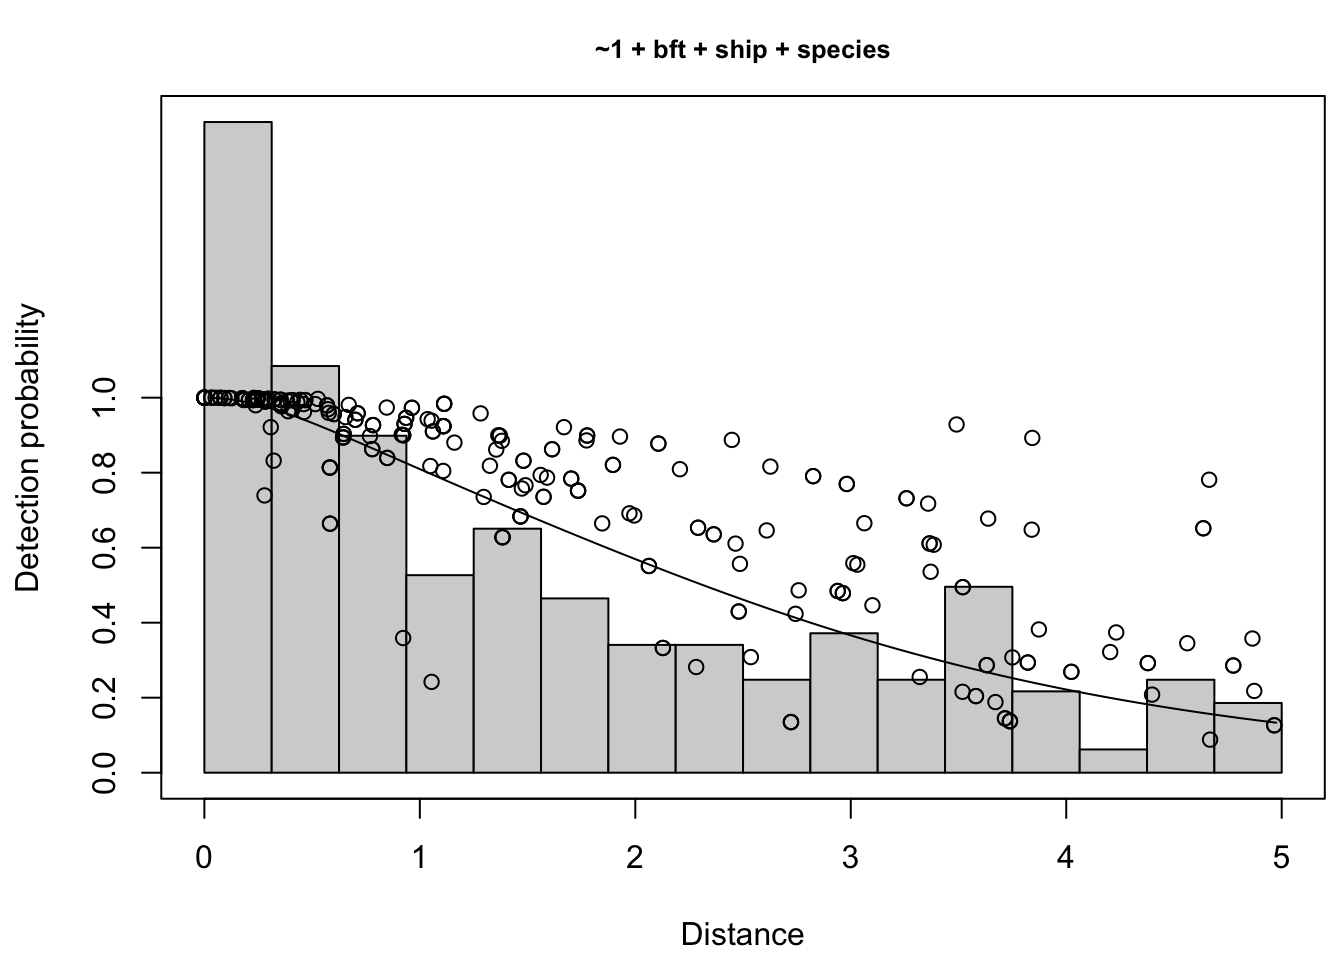 ~1 + bft + ship + species
Detection probability
1.0
0.8
0.6
0.4
0.2
0.0
0 1 2 3 4 5
Distance